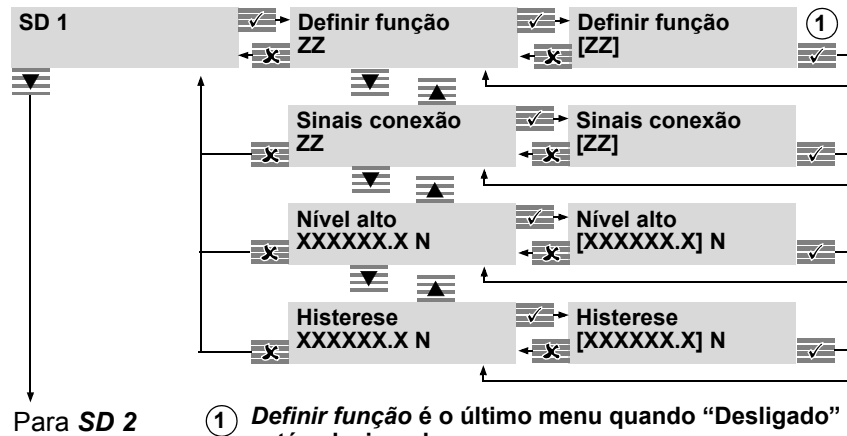 SD 1
Definir função
ZZ
Definir função
[ZZ]
1
Sinais conexão
ZZ
Sinais conexão
[ZZ]
Nível alto
XXXXXX.X N
Nível alto
[XXXXXX.X] N
Histerese
XXXXXX.X N
Histerese
[XXXXXX.X] N
Para SD 2
1 Definir função é o último menu quando “Desligado”